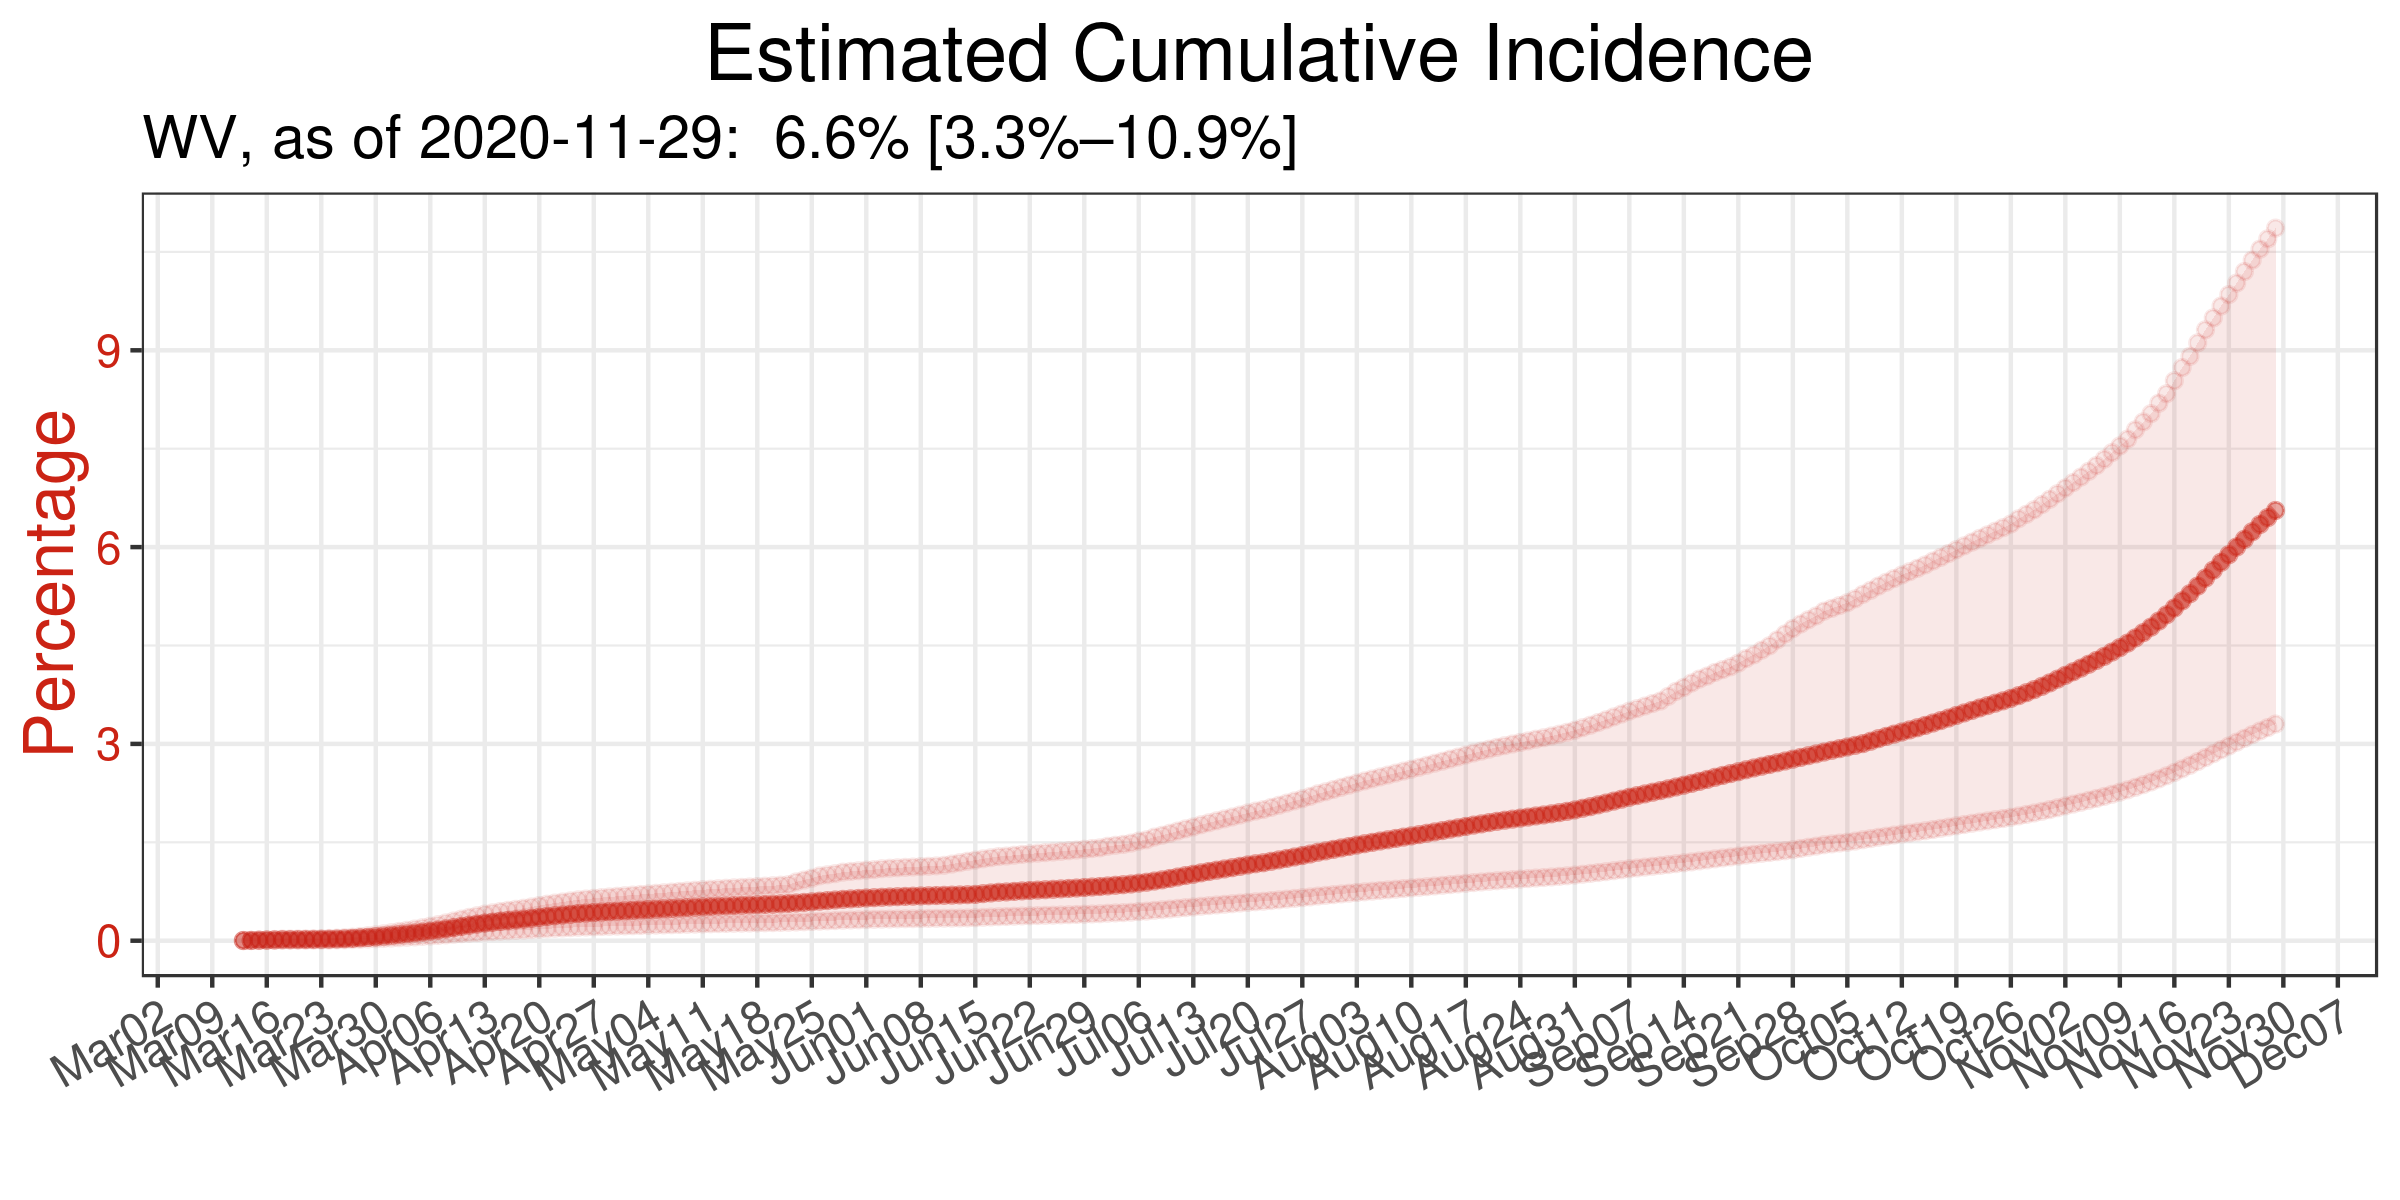 Estimated Cumulative Incidence
WV, as of 2020-11-29:  6.6% [3.3%–10.9%]
Percentage
9
6
3
0
Mar02
Mar09
Mar16
Mar23
Mar30
Apr06
Apr13
Apr20
Apr27
May04
May11
May18
May25
Jun01
Jun08
Jun15
Jun22
Jun29
Jul06
Jul13
Jul20
Jul27
Aug03
Aug10
Aug17
Aug24
Aug31
Sep07
Sep14
Sep21
Sep28
Oct05
Oct12
Oct19
Oct26
Nov02
Nov09
Nov16
Nov23
Nov30
Dec07